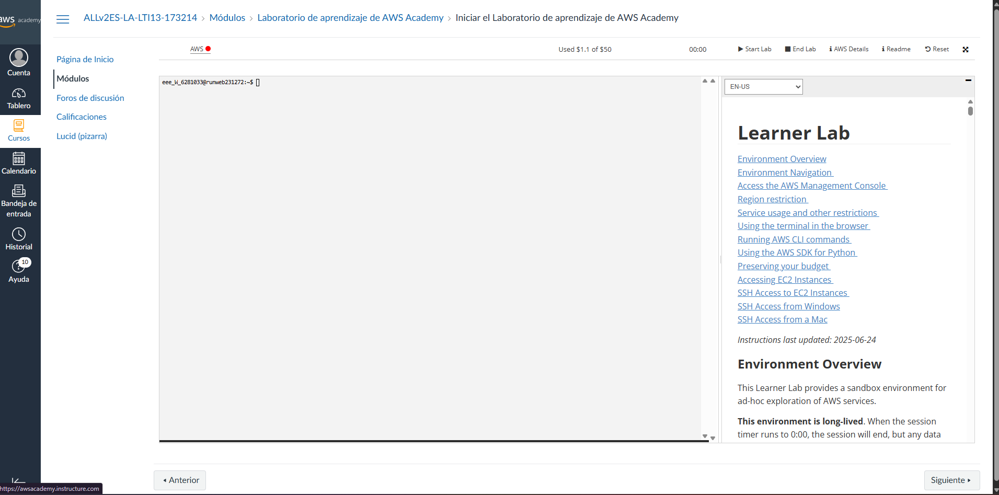 aws academy
ALLv2ES-LA-LTI13-173214 › Módulos › Laboratorio de aprendizaje de AWS Academy › Iniciar el Laboratorio de aprendizaje de AWS Academy
Cuenta
Tablero
Cursos
Calendario
Bandeja de
entrada
Historial
10
Ayuda
Página de Inicio
Módulos
Foros de discusión
Calificaciones
Lucid (pizarra)
AWS
Used $1.1 of $50
00:00
Start Lab
End Lab
AWS Details
Readme
Reset
eee_W_6281033@runweb231272:~$
EN-US
Learner Lab
Environment Overview
Environment Navigation
Access the AWS Management Console
Region restriction
Service usage and other restrictions
Using the terminal in the browser
Running AWS CLI commands
Using the AWS SDK for Python
Preserving your budget
Accessing EC2 Instances
SSH Access to EC2 Instances
SSH Access from Windows
SSH Access from a Mac
Instructions last updated: 2025-06-24
Environment Overview
This Learner Lab provides a sandbox environment for
ad-hoc exploration of AWS services.
This environment is long-lived. When the session
timer runs to 0:00, the session will end, but any data
Anterior
Siguiente
https://awsacademy.instructure.com